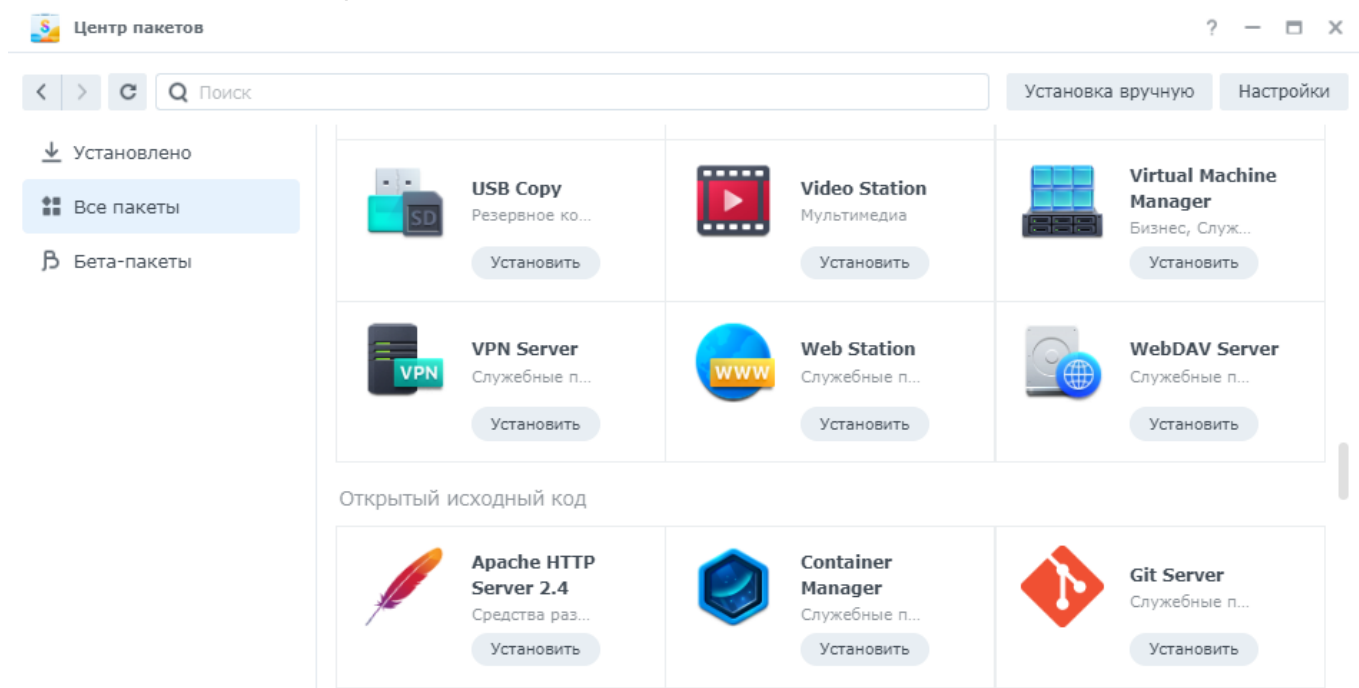 Центр пакетов
Поиск
Установка вручную
Настройки
Установлено
Все пакеты
Бета-пакеты
SD
USB Copy
Резервное ко...
Установить
Video Station
Мультимедиа
Установить
Virtual Machine
Manager
Бизнес, Служ...
Установить
VPN
VPN Server
Служебные п...
Установить
WWW
Web Station
Служебные п...
Установить
WebDAV Server
Служебные п...
Установить
Открытый исходный код
Apache HTTP
Server 2.4
Средства раз...
Установить
Container
Manager
Служебные п...
Установить
Git Server
Служебные п...
Установить